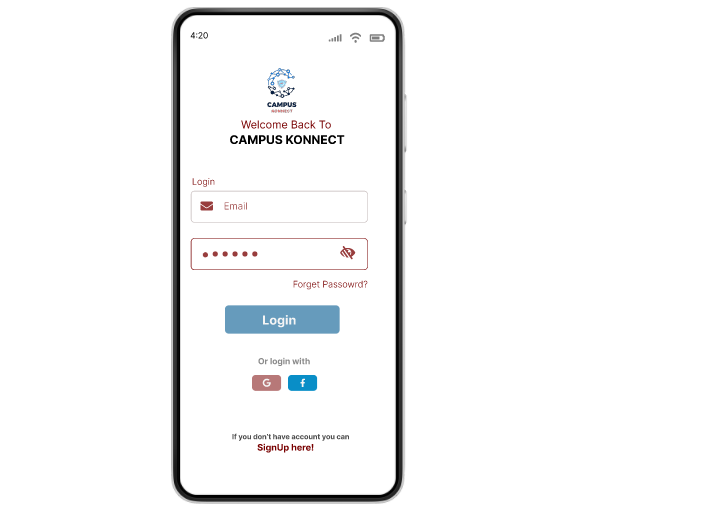 4:20
CAMPUS
KONNECT
Welcome Back To
CAMPUS KONNECT
Login
Email
Forget Passowrd?
Login
Or login with
G f
If you don't have account you can
SignUp here!